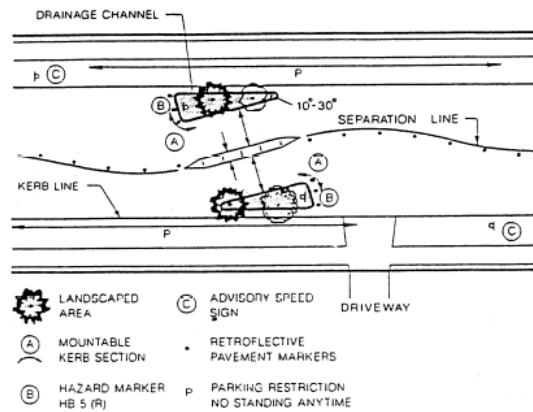 DRAINAGE CHANNEL
C
P
B
10°-30°
SEPARATION
LINE
A
A
B
KERB LINE
P
C
DRIVEWAY
LANDSCAPED
AREA
C ADVISORY SPEED
SIGN
A MOUNTABLE
KERB SECTION
RETROFLECTIVE
PAVEMENT MARKERS
B HAZARD MARKER
HB 5 (R)
P PARKING RESTRICTION
NO STANDING ANYTIME